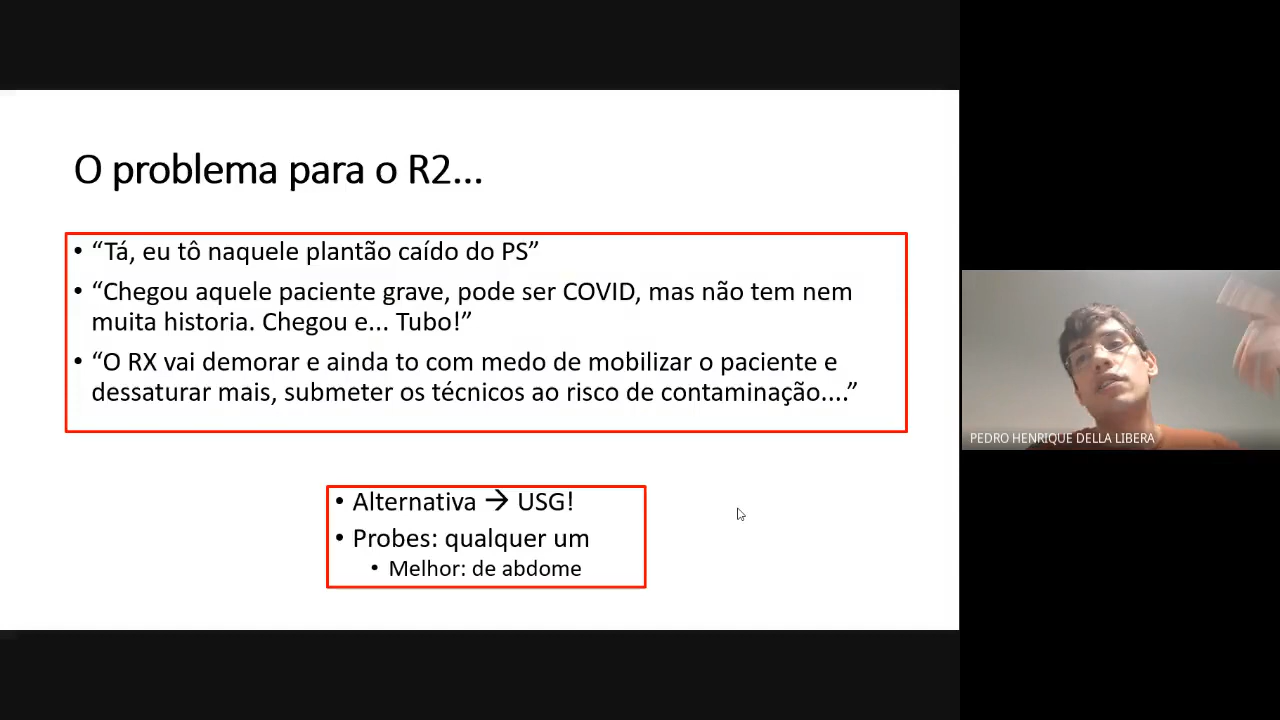 O problema para o R2...
• “Tá, eu tô naquele plantão caído do PS”
• “Chegou aquele paciente grave, pode ser COVID, mas não tem nem
muita historia. Chegou e... Tubo!”
• “O RX vai demorar e ainda to com medo de mobilizar o paciente e
dessaturar mais, submeter os técnicos ao risco de contaminação....”
• Alternativa → USG!
• Probes: qualquer um
• Melhor: de abdome
PEDRO HENRIQUE DELLA LIBERA